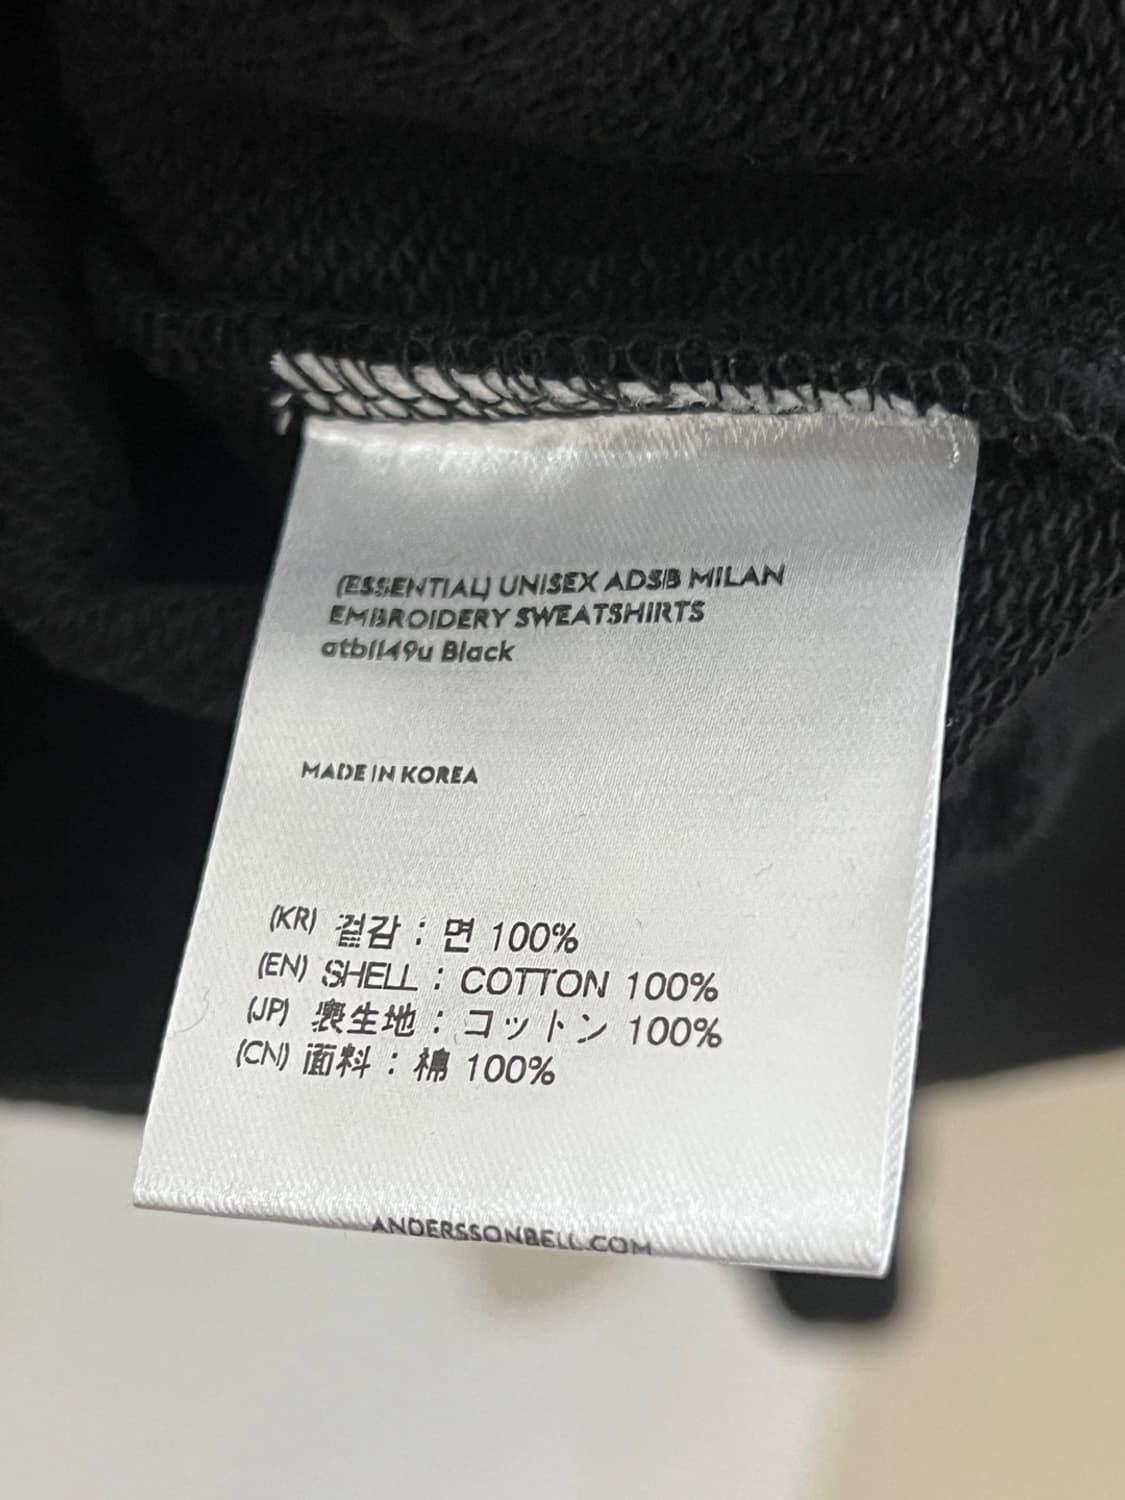 (ESSENTIAL) UNISEX ADSB MILAN
EMBROIDERY SWEATSHIRTS
atb1149u Black
MADE IN KOREA
(KR) 겉감 : 면 100%
(EN) SHELL : COTTON 100%
(JP) 裏生地 : コットン 100%
(CN) 面料 : 棉 100%
ANDERSSONBELL.COM